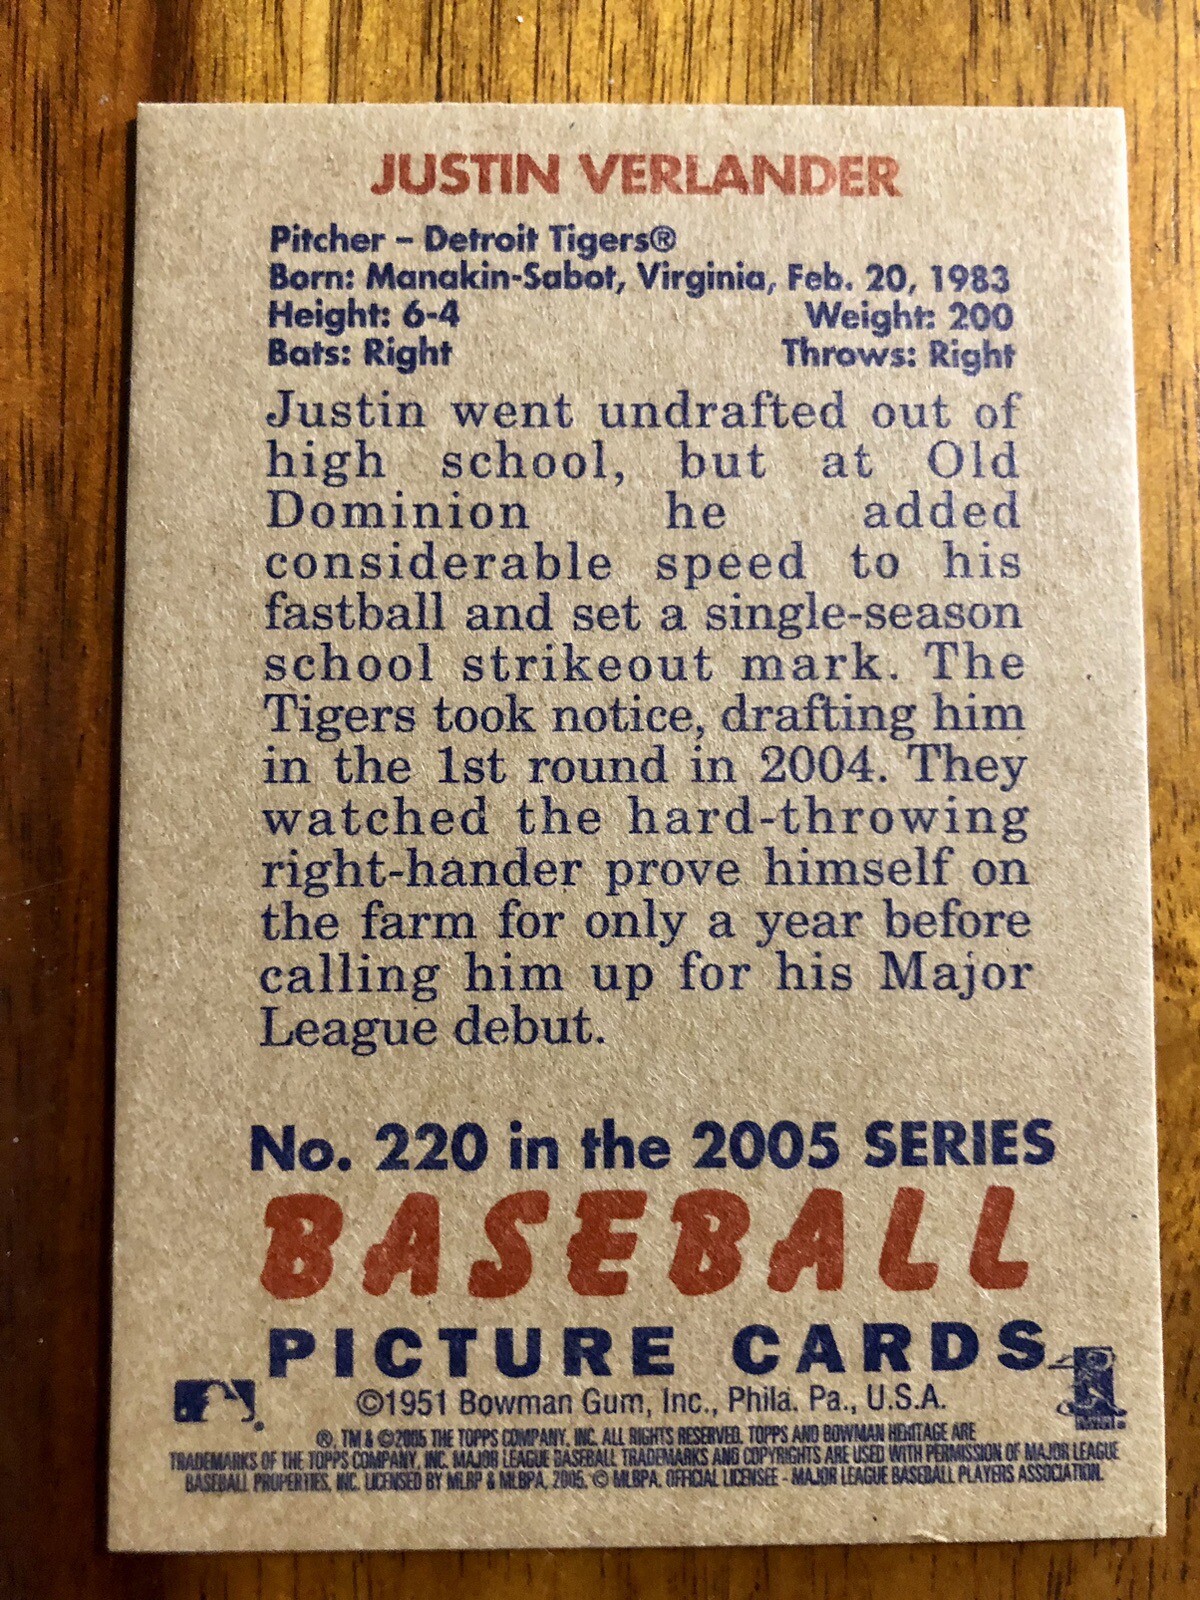 JUSTIN VERLANDER
Pitcher – Detroit Tigers®
Born: Manakin-Sabot, Virginia, Feb. 20, 1983
Height: 6-4 Weight: 200
Bats: Right Throws: Right
Justin went undrafted out of
high school, but at Old
Dominion he added
considerable speed to his
fastball and set a single-season
school strikeout mark. The
Tigers took notice, drafting him
in the 1st round in 2004. They
watched the hard-throwing
right-hander prove himself on
the farm for only a year before
calling him up for his Major
League debut.
No. 220 in the 2005 SERIES
BASEBALL
PICTURE CARDS
©1951 Bowman Gum, Inc., Phila. Pa., U.S.A.
®, TM & ©2005 THE TOPPS COMPANY, INC. ALL RIGHTS RESERVED. TOPPS AND BOWMAN HERITAGE ARE
TRADEMARKS OF THE TOPPS COMPANY, INC. MAJOR LEAGUE BASEBALL TRADEMARKS AND COPYRIGHTS ARE USED WITH PERMISSION OF MAJOR LEAGUE
BASEBALL PROPERTIES, INC. LICENSED BY MLBP & MLBPA, 2005. © MLBPA. OFFICIAL LICENSEE - MAJOR LEAGUE BASEBALL PLAYERS ASSOCIATION.